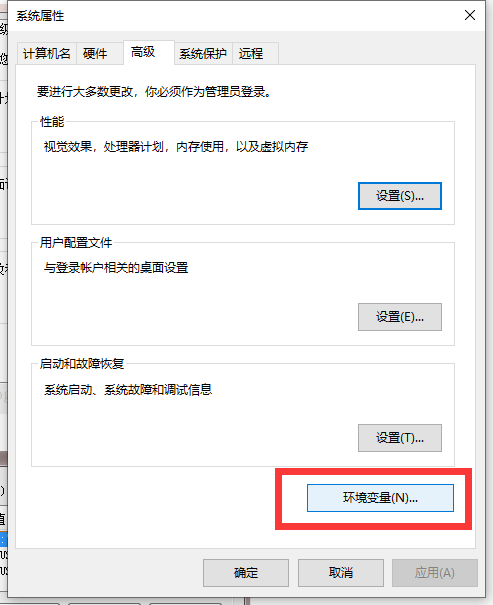 系统属性
计算机名 硬件 高级 系统保护 远程
要进行大多数更改，你必须作为管理员登录。
性能
视觉效果，处理器计划，内存使用，以及虚拟内存
设置(S)...
用户配置文件
与登录帐户相关的桌面设置
设置(E)...
启动和故障恢复
系统启动、系统故障和调试信息
设置(T)...
环境变量(N)...
确定 取消 应用(A)